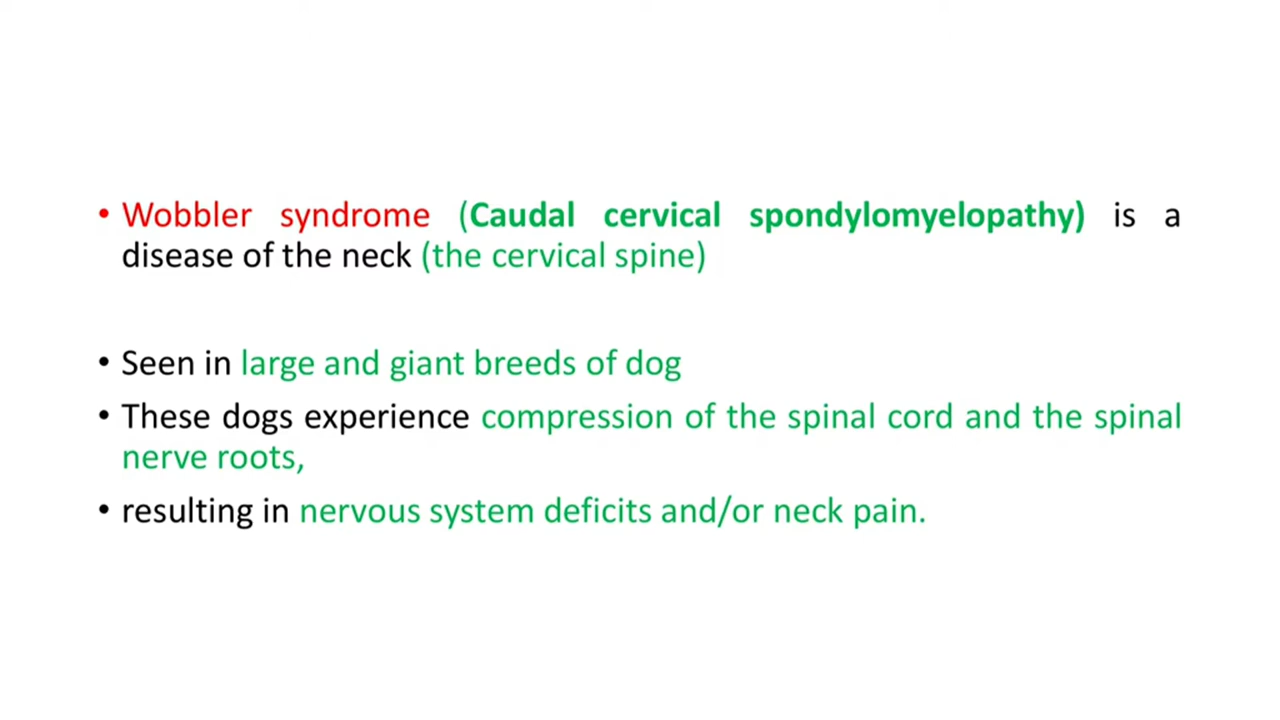 • Wobbler syndrome (Caudal cervical spondylomyelopathy) is a
disease of the neck (the cervical spine)
• Seen in large and giant breeds of dog
• These dogs experience compression of the spinal cord and the spinal
nerve roots,
• resulting in nervous system deficits and/or neck pain.